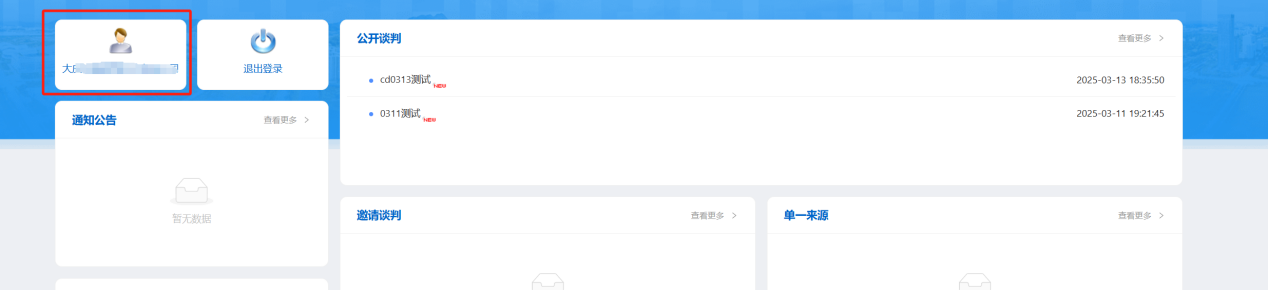 大
退出登录
通知公告
查看更多 >
暂无数据
公开谈判
查看更多 >
cd0313测试 NEW
2025-03-13 18:35:50
0311测试 NEW
2025-03-11 19:21:45
邀请谈判
查看更多 >
单一来源
查看更多 >